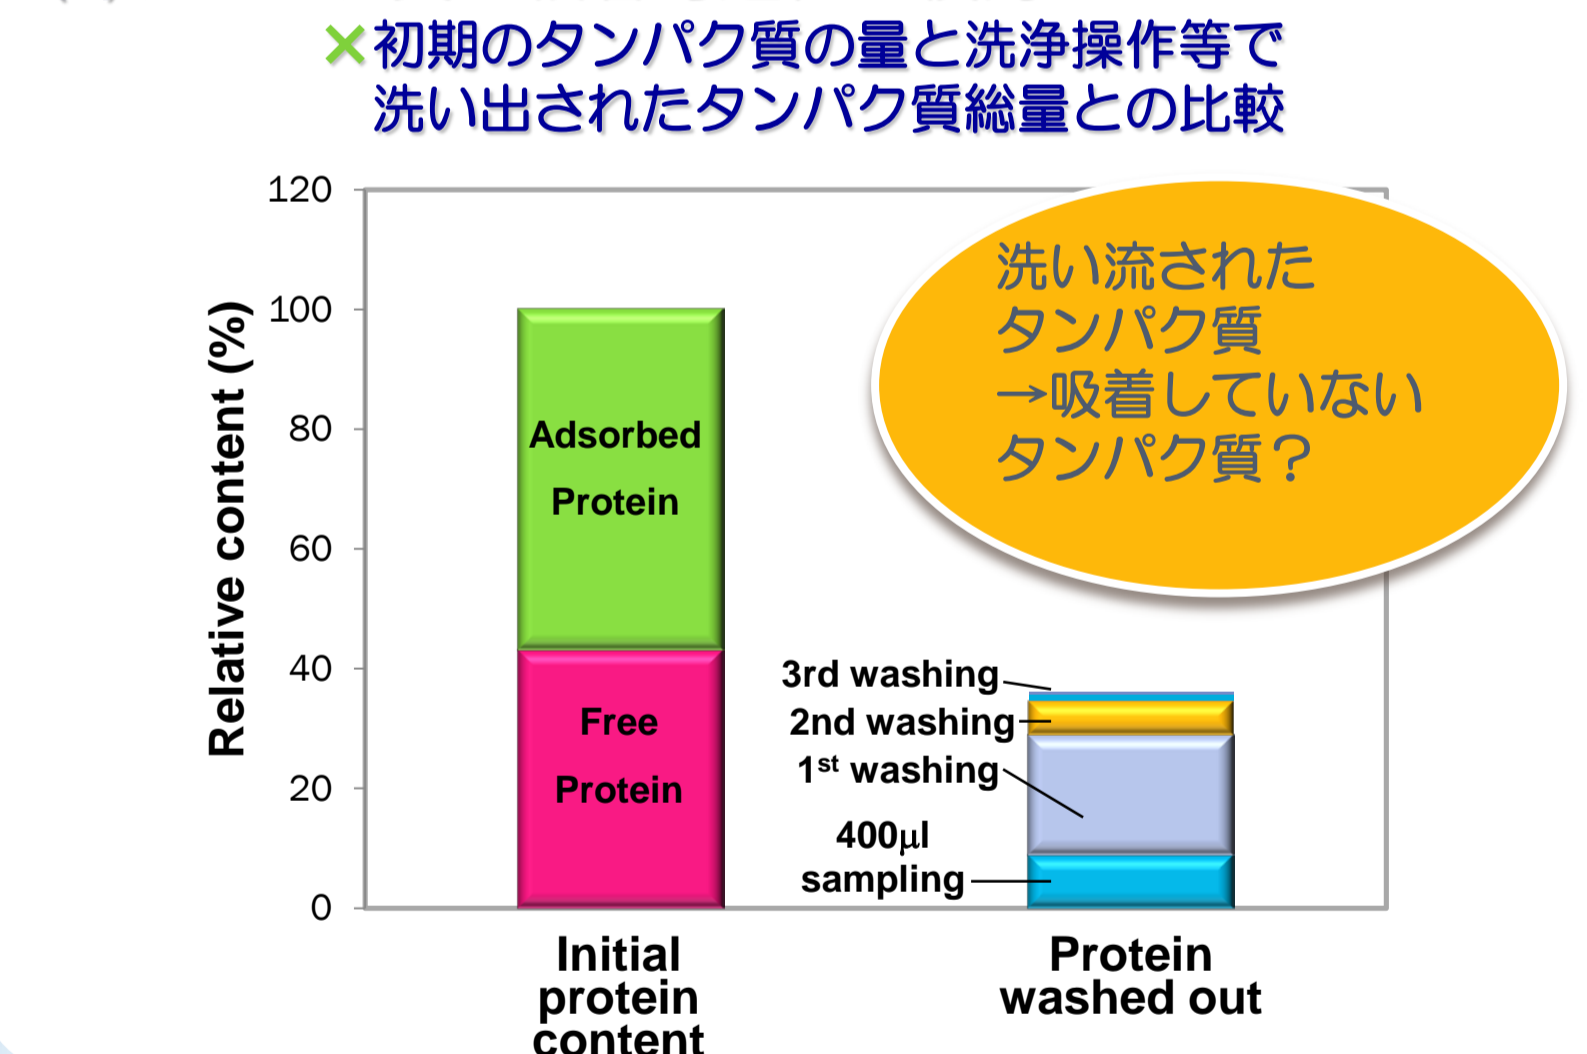 ×初期のタンパク質の量と洗浄操作等で
洗い出されたタンパク質総量との比較
120
100
80
60
40
20
0
Relative content (%)
Adsorbed
Protein
Free
Protein
洗い流された
タンパク質
→吸着していない
タンパク質？
3rd washing
2nd washing
1st washing
400μl
sampling
Initial
protein
content
Protein
washed out